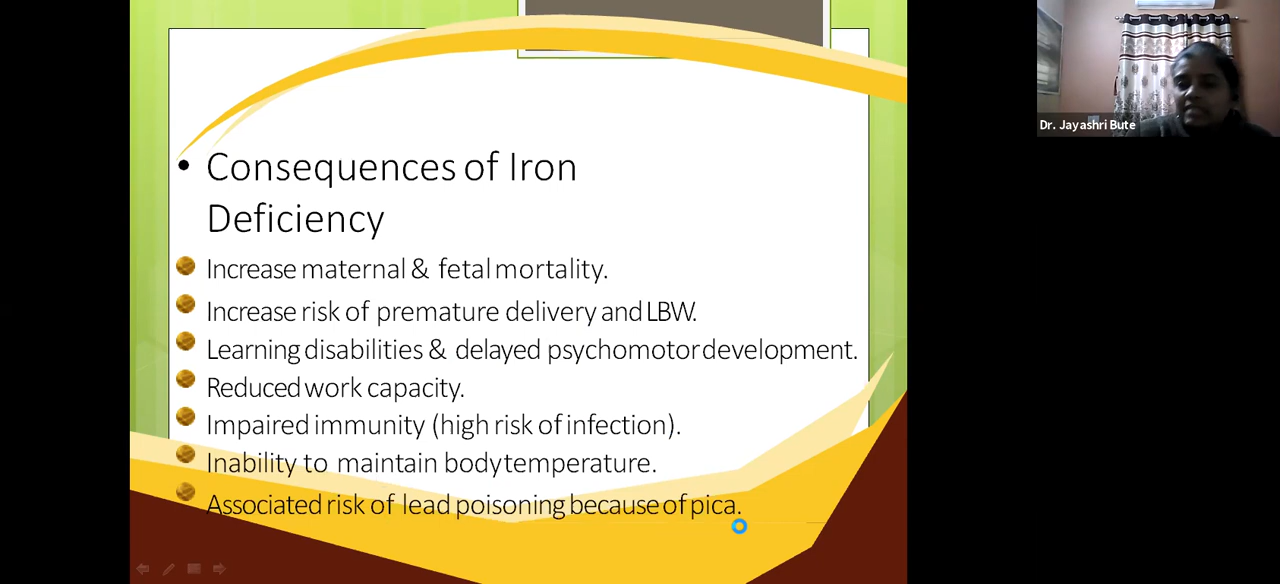 Consequences of Iron
Deficiency
Increase maternal & fetal mortality.
Increase risk of premature delivery and LBW.
Learning disabilities & delayed psychomotor development.
Reduced work capacity.
Impaired immunity (high risk of infection).
Inability to maintain body temperature.
Associated risk of lead poisoning because of pica.
Dr. Jayashri Bute